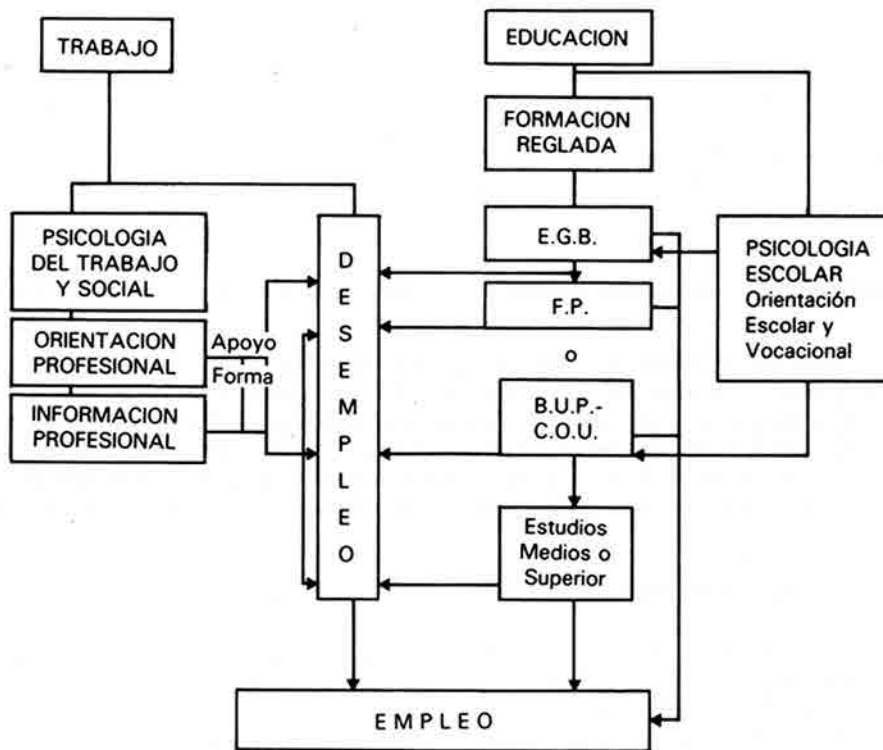 TRABAJO
EDUCACION
FORMACION
REGLADA
PSICOLOGIA
DEL TRABAJO
Y SOCIAL
ORIENTACION
PROFESIONAL
INFORMACION
PROFESIONAL
Apoyo
Forma
DESEMPLEO
E.G.B.
F.P.
o
B.U.P.-
C.O.U.
Estudios
Medios o
Superior
PSICOLOGIA
ESCOLAR
Orientación
Escolar y
Vocacional
EMPLEO